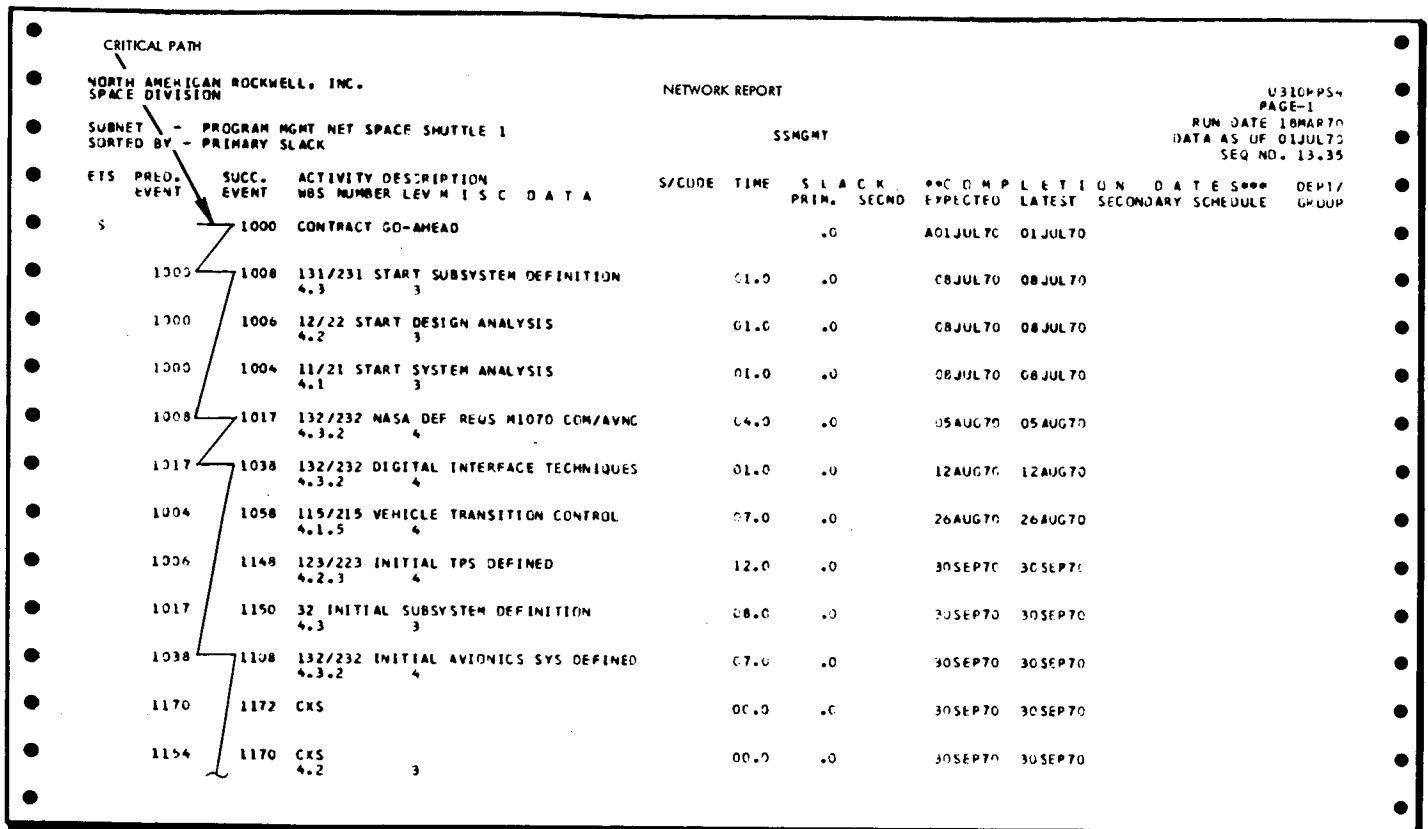 CRITICAL PATH
NORTH AMERICAN ROCKWELL, INC. NETWORK REPORT
SPACE DIVISION PAGE-1
SUBNET - PROGRAM MGMT NET SPACE SHUTTLE 1 SSMGMT RUN DATE 18MAR70
SORTED BY - PRIMARY SLACK DATA AS OF 01JUL70
SEQ NO. 13.35
ETS PRED. SUCC. ACTIVITY DESCRIPTION S/CODE TIME S L A C K **C O M P L E T I O N D A T E S*** DEPT/
EVENT EVENT WBS NUMBER LEV M I S C D A T A PRIM. SECND EXPECTED LATEST SECONDARY SCHEDULE GROUP
S 1000 CONTRACT GO-AHEAD .0 A01JUL70 01JUL70
1000 1008 131/231 START SUBSYSTEM DEFINITION 01.0 .0 08JUL70 08JUL70
4.3 3
1000 1006 12/22 START DESIGN ANALYSIS 01.0 .0 08JUL70 08JUL70
4.2 3
1000 1004 11/21 START SYSTEM ANALYSIS 01.0 .0 08JUL70 08JUL70
4.1 3
1008 1017 132/232 NASA DEF REQS M1070 COM/AVNC 04.0 .0 05AUG70 05AUG70
4.3.2 4
1017 1038 132/232 DIGITAL INTERFACE TECHNIQUES 01.0 .0 12AUG70 12AUG70
4.3.2 4
1004 1058 115/215 VEHICLE TRANSITION CONTROL 07.0 .0 26AUG70 26AUG70
4.1.5 4
1006 1148 123/223 INITIAL TPS DEFINED 12.0 .0 30SEP70 30SEP70
4.2.3 4
1017 1150 32 INITIAL SUBSYSTEM DEFINITION 08.0 .0 30SEP70 30SEP70
4.3 3
1038 1108 132/232 INITIAL AVIONICS SYS DEFINED 07.0 .0 30SEP70 30SEP70
4.3.2 4
1170 1172 CKS 00.0 .0 30SEP70 30SEP70
1154 1170 CKS 00.0 .0 30SEP70 30SEP70
4.2 3